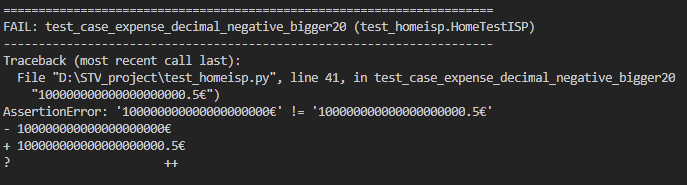 ======================================================================
FAIL: test_case_expense_decimal_negative_bigger20 (test_homeisp.HomeTestISP)
----------------------------------------------------------------------
Traceback (most recent call last):
File "D:\STV_project\test_homeisp.py", line 41, in test_case_expense_decimal_negative_bigger20
"100000000000000000000.5€")
AssertionError: '100000000000000000000€' != '100000000000000000000.5€'
- 100000000000000000000€
+ 100000000000000000000.5€
? ++